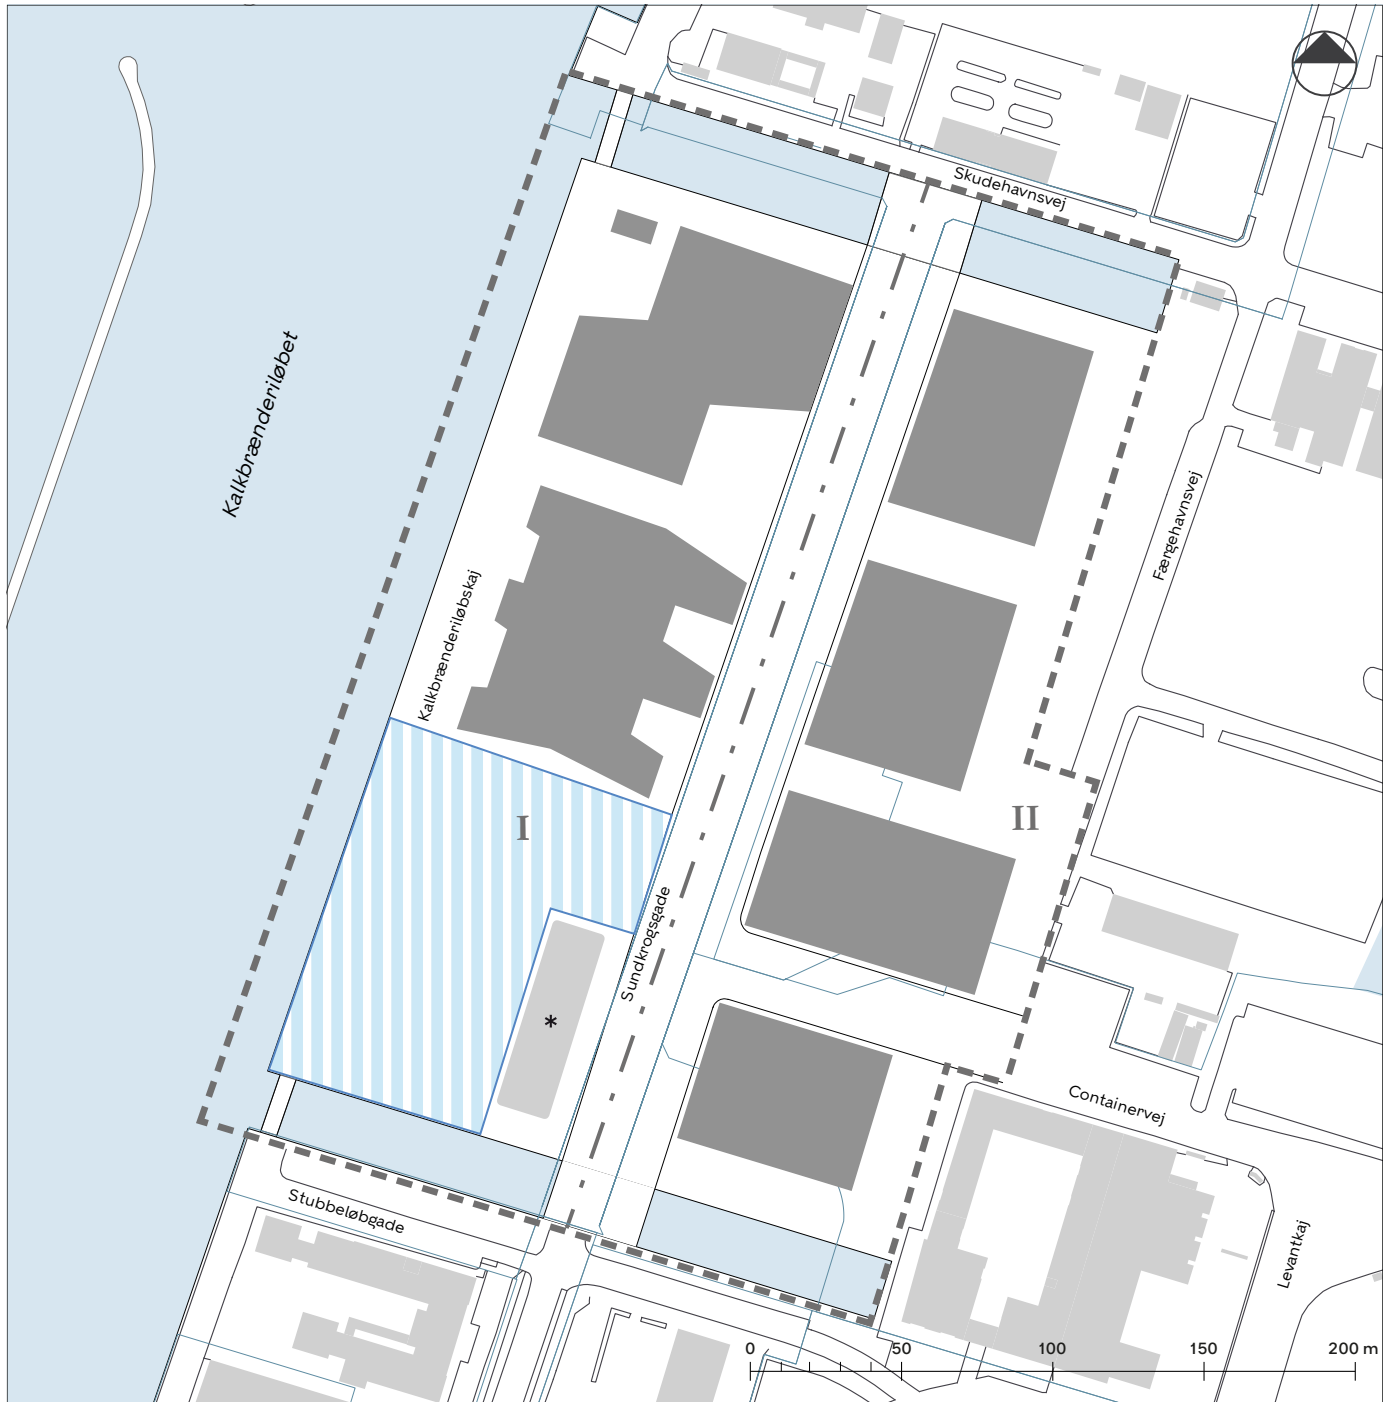 Skudehavnsvej
Kalkbrænderiløbet
Færgehavnsvej
Kalkbrænderiløbskaj
I
II
Sundkrogsgade
*
Containervej
Stubbeløbgade
Levantkaj
0 50 100 150 200 m